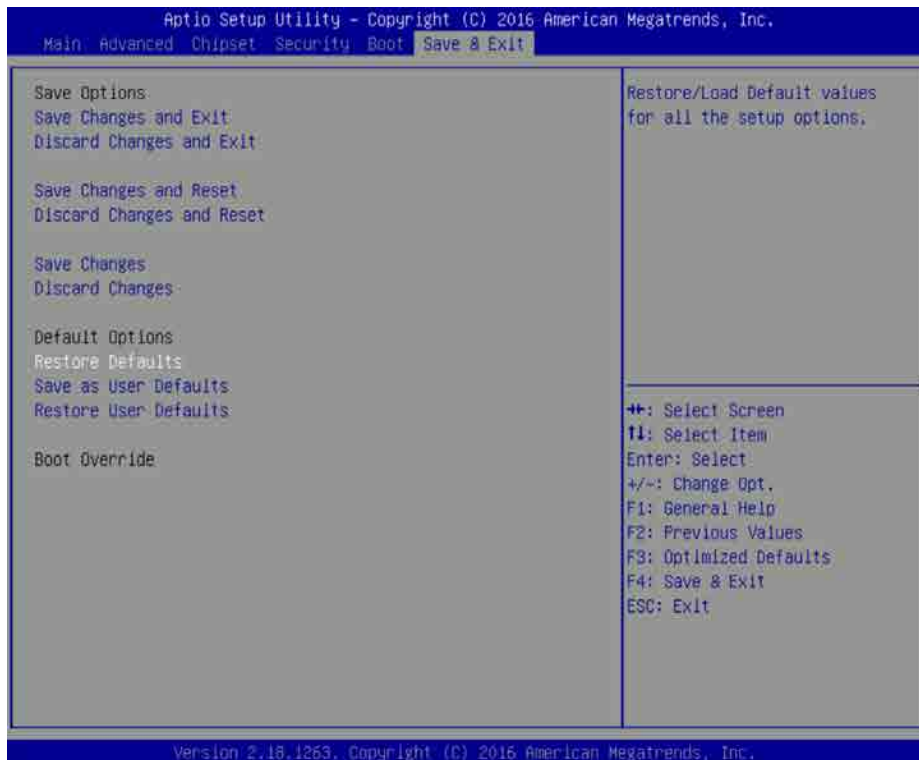 Aptio Setup Utility – Copyright (C) 2016 American Megatrends, Inc.
Main Advanced Chipset Security Boot Save & Exit
Save Options
Save Changes and Exit
Discard Changes and Exit
Save Changes and Reset
Discard Changes and Reset
Save Changes
Discard Changes
Default Options
Restore Defaults
Save as User Defaults
Restore User Defaults
Boot Override
Restore/Load Default values
for all the setup options.
→←: Select Screen
↑↓: Select Item
Enter: Select
+/-: Change Opt.
F1: General Help
F2: Previous Values
F3: Optimized Defaults
F4: Save & Exit
ESC: Exit
Version 2.18.1263. Copyright (C) 2016 American Megatrends, Inc.